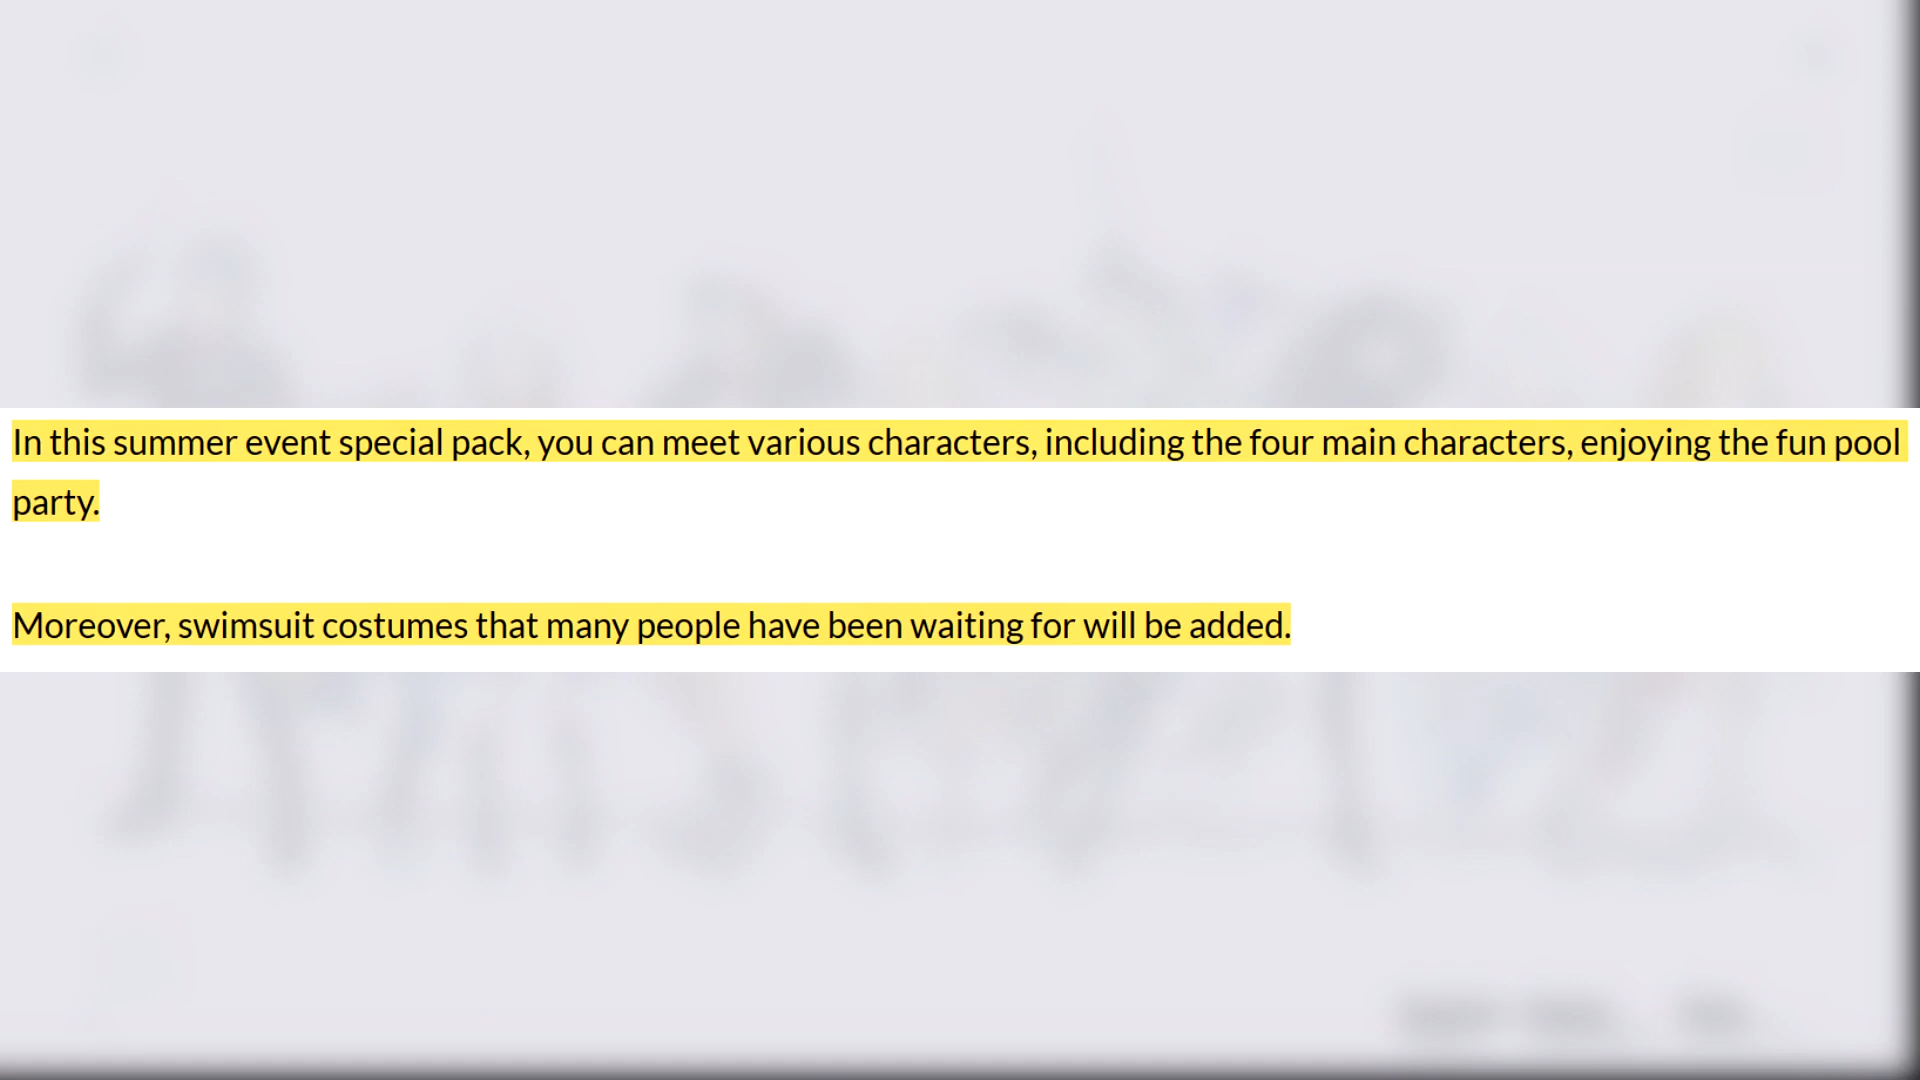 In this summer event special pack, you can meet various characters, including the four main characters, enjoying the fun pool
party.
Moreover, swimsuit costumes that many people have been waiting for will be added.